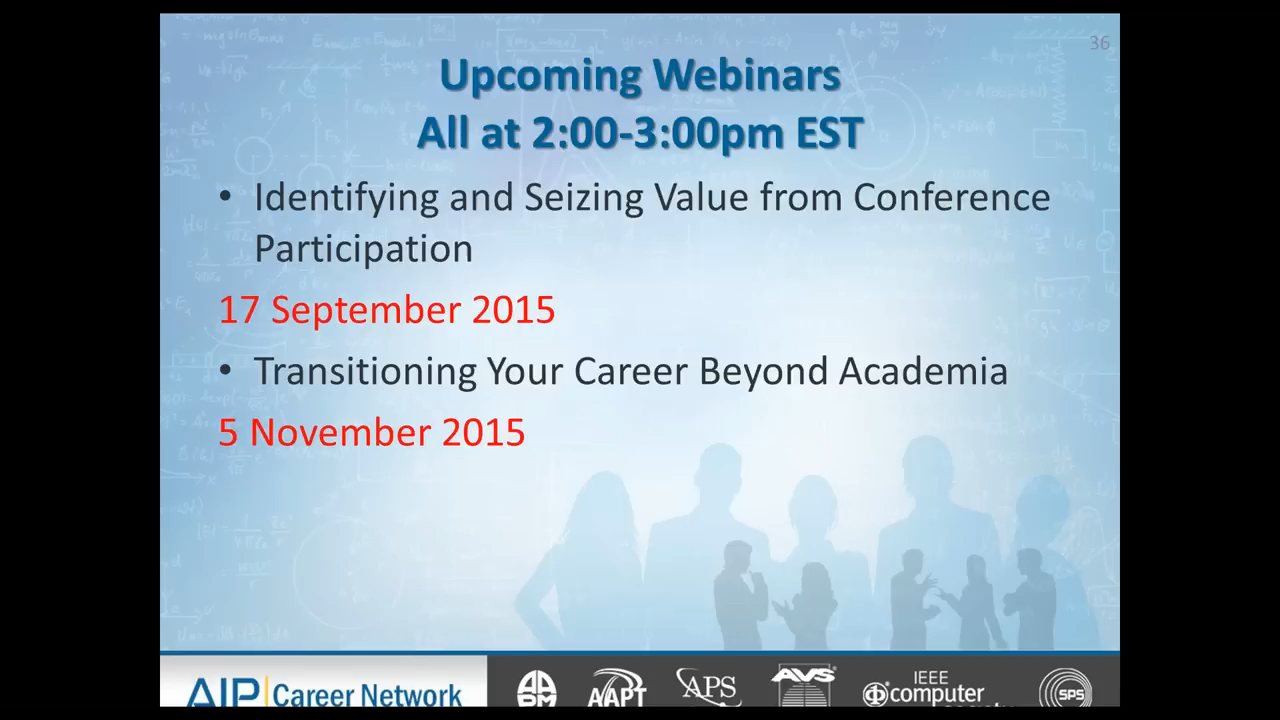 36
Upcoming Webinars
All at 2:00-3:00pm EST
• Identifying and Seizing Value from Conference
Participation
17 September 2015
• Transitioning Your Career Beyond Academia
5 November 2015
AIP Career Network
AAPT
APS
AVS
IEEE
computer
SPS